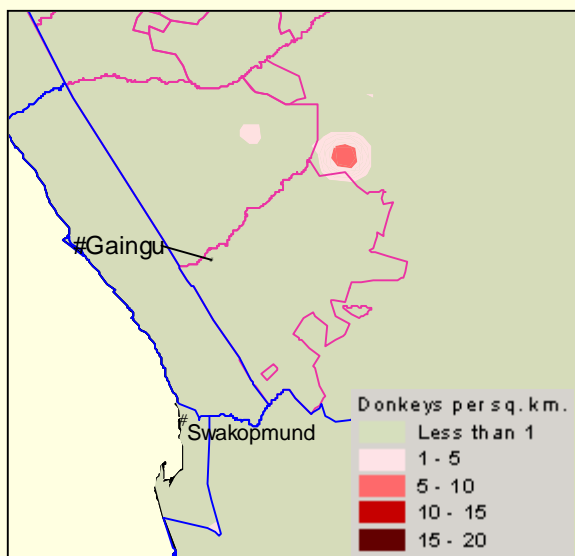 #Gaingu
#
Swakopmund
Donkeys per sq. km.
Less than 1
1 - 5
5 - 10
10 - 15
15 - 20